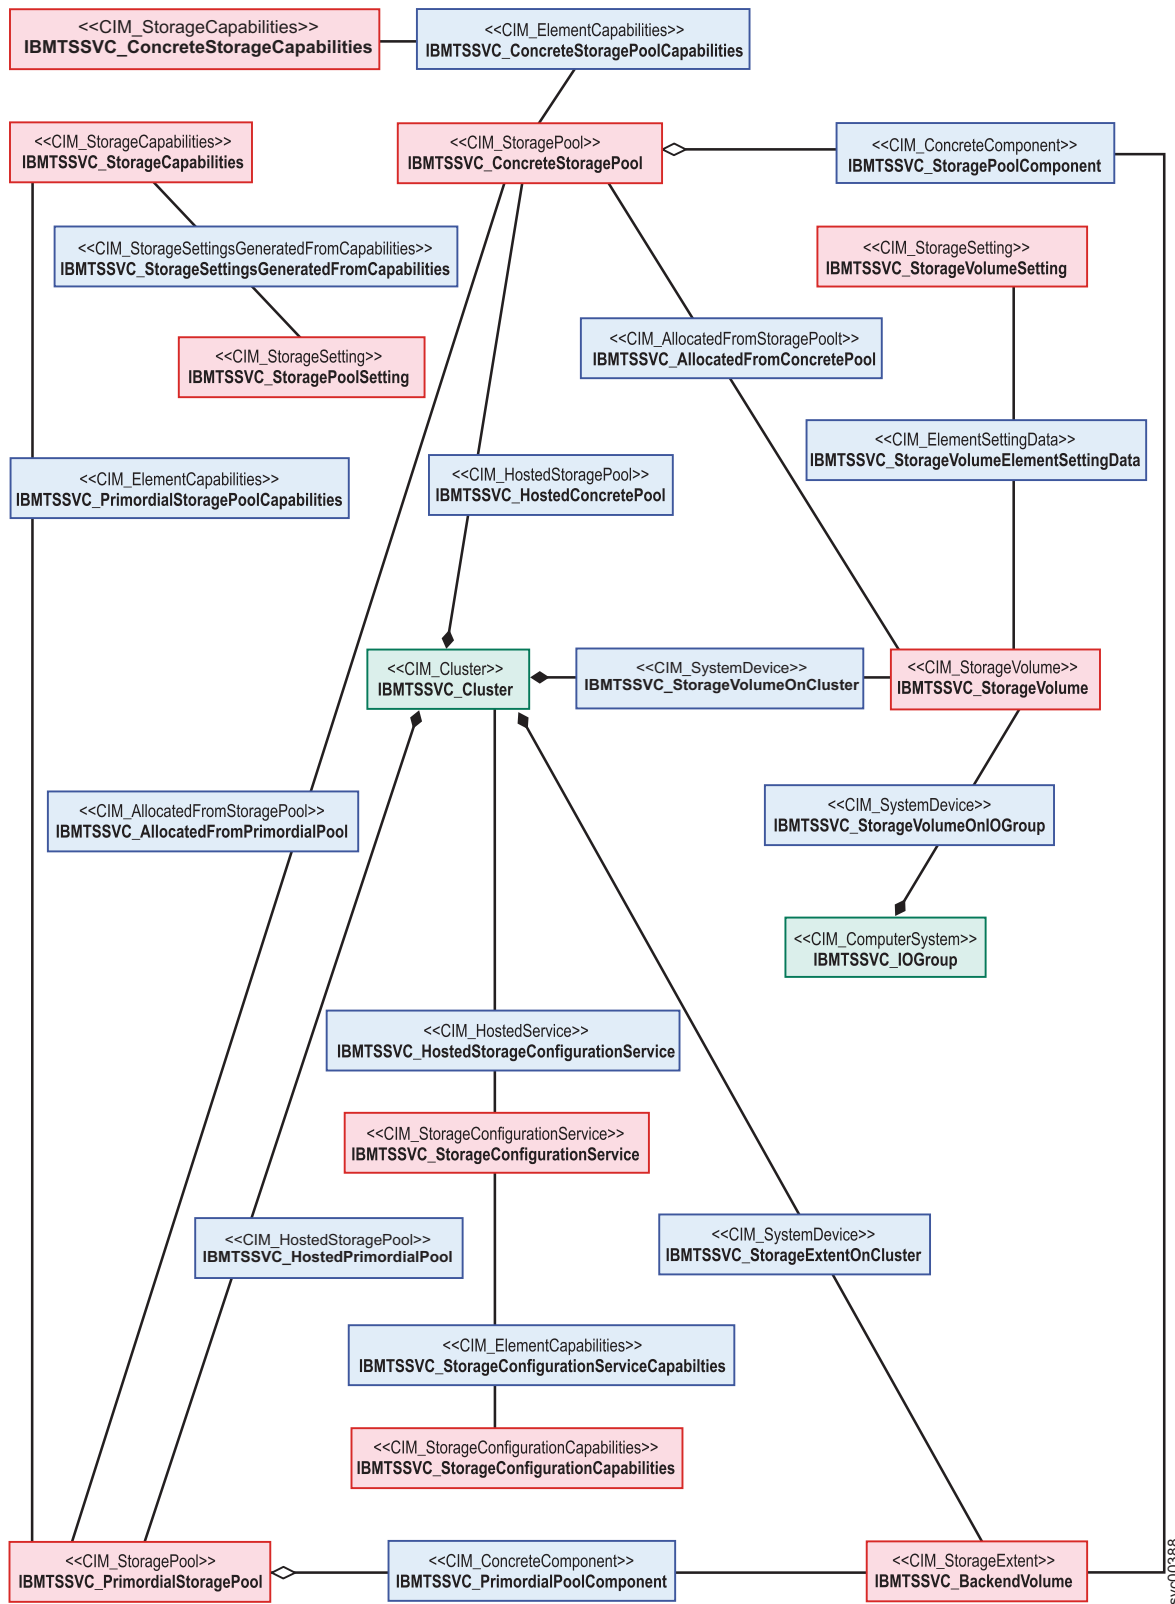 <<CIM_StorageCapabilities>>
IBMTSSVC_ConcreteStorageCapabilities
<<CIM_ElementCapabilities>>
IBMTSSVC_ConcreteStoragePoolCapabilities
<<CIM_StorageCapabilities>>
IBMTSSVC_StorageCapabilities
<<CIM_StoragePool>>
IBMTSSVC_ConcreteStoragePool
<<CIM_ConcreteComponent>>
IBMTSSVC_StoragePoolComponent
<<CIM_StorageSettingsGeneratedFromCapabilities>>
IBMTSSVC_StorageSettingsGeneratedFromCapabilities
<<CIM_StorageSetting>>
IBMTSSVC_StorageVolumeSetting
<<CIM_StorageSetting>>
IBMTSSVC_StoragePoolSetting
<<CIM_AllocatedFromStoragePoolt>>
IBMTSSVC_AllocatedFromConcretePool
<<CIM_ElementSettingData>>
IBMTSSVC_StorageVolumeElementSettingData
<<CIM_ElementCapabilities>>
IBMTSSVC_PrimordialStoragePoolCapabilities
<<CIM_HostedStoragePool>>
IBMTSSVC_HostedConcretePool
<<CIM_Cluster>>
IBMTSSVC_Cluster
<<CIM_SystemDevice>>
IBMTSSVC_StorageVolumeOnCluster
<<CIM_StorageVolume>>
IBMTSSVC_StorageVolume
<<CIM_AllocatedFromStoragePool>>
IBMTSSVC_AllocatedFromPrimordialPool
<<CIM_SystemDevice>>
IBMTSSVC_StorageVolumeOnIOGroup
<<CIM_ComputerSystem>>
IBMTSSVC_IOGroup
<<CIM_HostedService>>
IBMTSSVC_HostedStorageConfigurationService
<<CIM_StorageConfigurationService>>
IBMTSSVC_StorageConfigurationService
<<CIM_HostedStoragePool>>
IBMTSSVC_HostedPrimordialPool
<<CIM_SystemDevice>>
IBMTSSVC_StorageExtentOnCluster
<<CIM_ElementCapabilities>>
IBMTSSVC_StorageConfigurationServiceCapabilties
<<CIM_StorageConfigurationCapabilities>>
IBMTSSVC_StorageConfigurationCapabilities
<<CIM_StoragePool>>
IBMTSSVC_PrimordialStoragePool
<<CIM_ConcreteComponent>>
IBMTSSVC_PrimordialPoolComponent
<<CIM_StorageExtent>>
IBMTSSVC_BackendVolume
svc00388